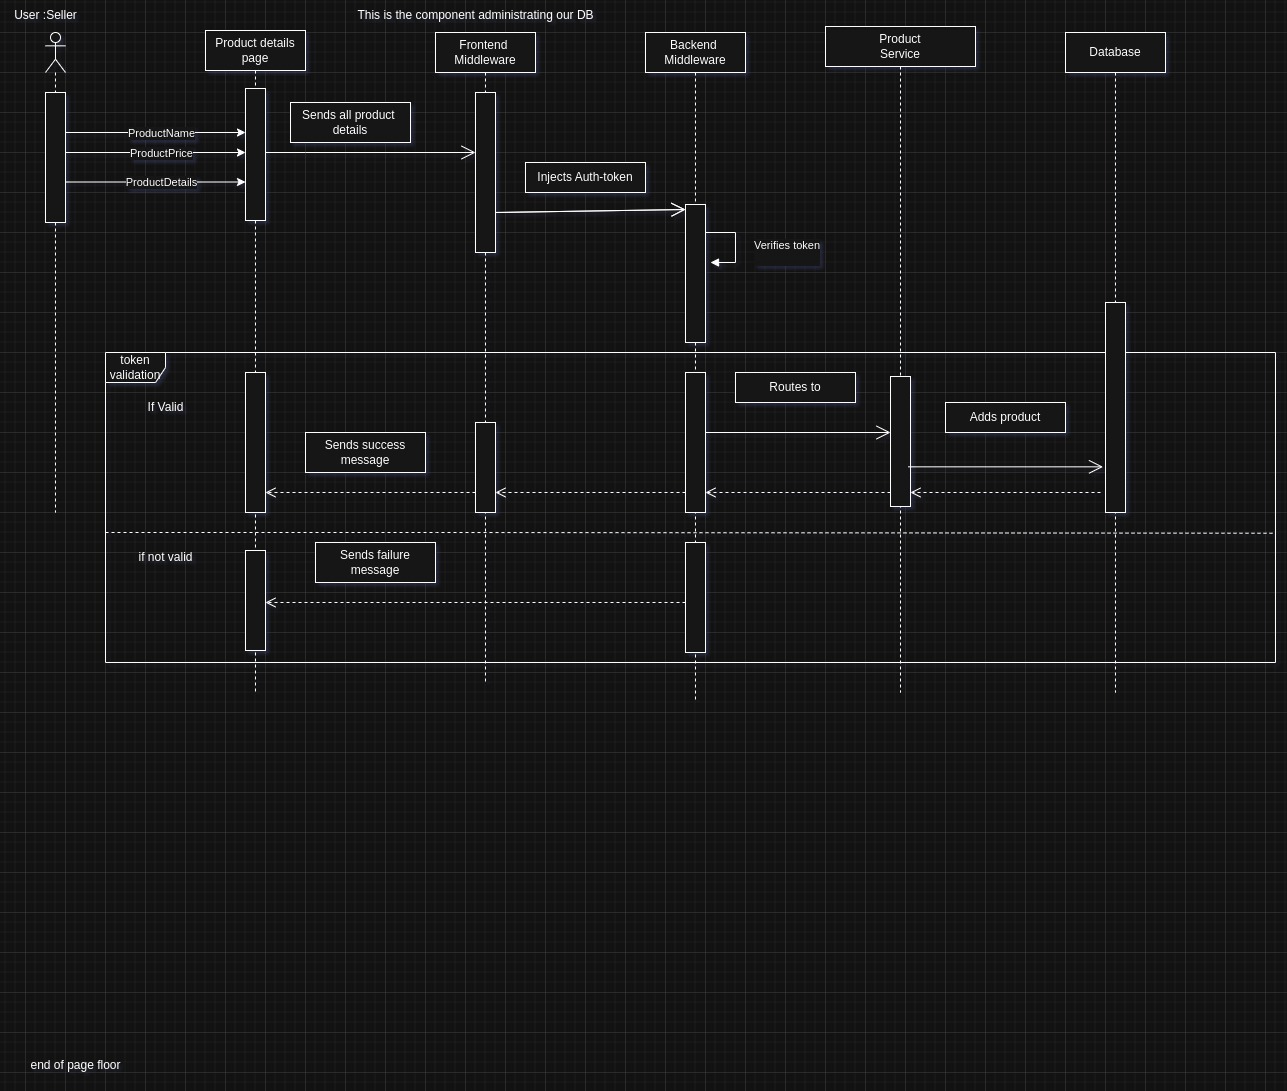 User :Seller
This is the component administrating our DB
Product details
page
Frontend
Middleware
Backend
Middleware
Product
Service
Database
Sends all product
details
ProductName
ProductPrice
ProductDetails
Injects Auth-token
Verifies token
token
validation
If Valid
Routes to
Adds product
Sends success
message
if not valid
Sends failure
message
end of page floor